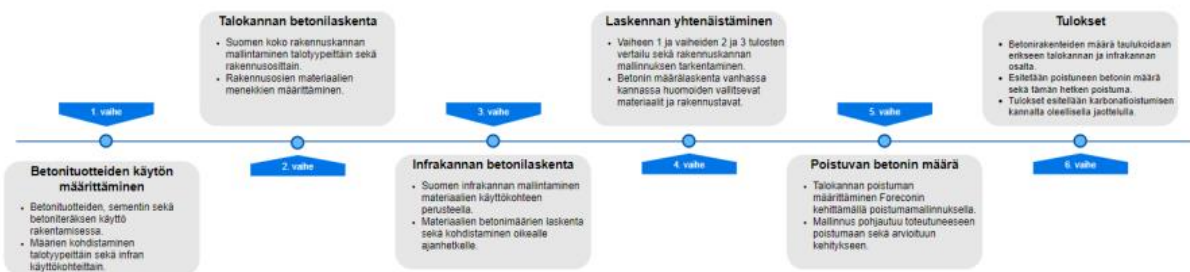 Talokannan betonilaskenta
• Suomen koko rakennuskannan
mallintaminen talotyypeittäin sekä
rakennusosittain.
• Rakennusosien materiaalien
menekkien määrittäminen.
Laskennan yhtenäistäminen
• Vaiheen 1 ja vaiheiden 2 ja 3 tulosten
vertailu sekä rakennuskannan
mallinnuksen tarkentaminen.
• Betonin määrälaskenta vanhassa
kannassa huomoiden vallitsevat
materiaalit ja rakennustavat.
Tulokset
• Betonirakenteiden määrä taulukoidaan
erikseen talokannan ja infrakannan
osalta.
• Esitetään poistuneen betonin määrä
sekä tämän hetken poistuma.
• Tulokset esitellään karbonatioistumisen
kannalta oleellisella jaottelulla.
1. vaihe
3. vaihe
5. vaihe
2. vaihe
4. vaihe
6. vaihe
Betonituotteiden käytön
määrittäminen
• Betonituotteiden, sementin sekä
betoniteräksen käyttö
rakentamisessa.
• Määrien kohdistaminen
talotyypeittäin sekä infran
käyttökohteittain.
Infrakannan betonilaskenta
• Suomen infrakannan mallintaminen
materiaalien käyttökohteen
perusteella.
• Materiaalien betonimäärien laskenta
sekä kohdistaminen oikealle
ajanhetkelle.
Poistuvan betonin määrä
• Talokannan poistuman
määrittäminen Foreconin
kehittämällä poistumamallinnuksella.
• Mallinnus pohjautuu toteutuneeseen
poistumaan sekä arvioituun
kehitykseen.